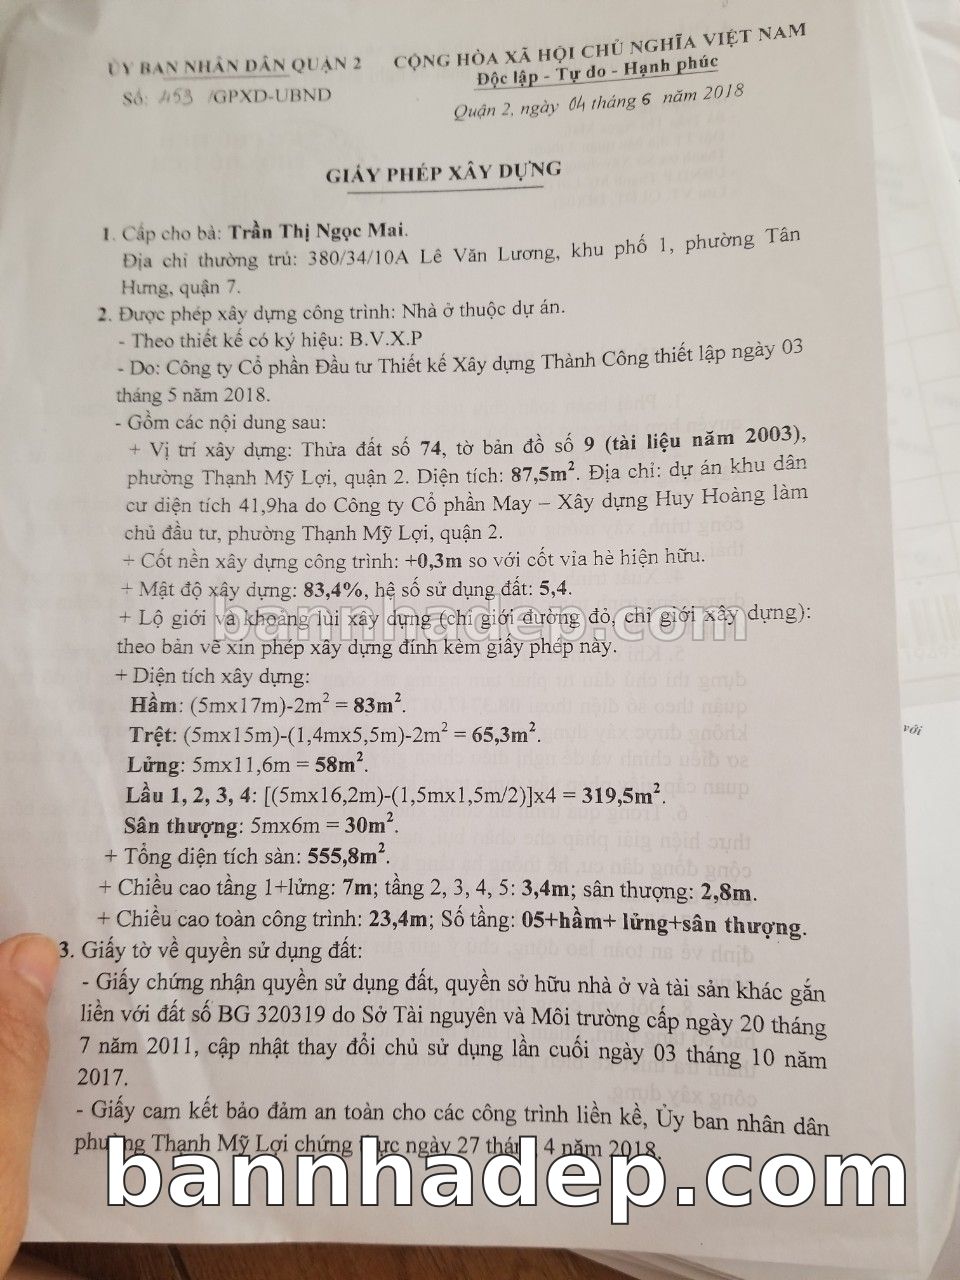 ỦY BAN NHÂN DÂN QUẬN 2
CỘNG HÒA XÃ HỘI CHỦ NGHĨA VIỆT NAM
Độc lập - Tự do - Hạnh phúc
Số: 153 /GPXD-UBND
Quận 2, ngày 04 tháng 6 năm 2018
GIẤY PHÉP XÂY DỰNG
1. Cấp cho bà: Trần Thị Ngọc Mai.
Địa chỉ thường trú: 380/34/10A Lê Văn Lương, khu phố 1, phường Tân
Hưng, quận 7.
2. Được phép xây dựng công trình: Nhà ở thuộc dự án.
- Theo thiết kế có ký hiệu: B.V.X.P
- Do: Công ty Cổ phần Đầu tư Thiết kế Xây dựng Thành Công thiết lập ngày 03
tháng 5 năm 2018.
- Gồm các nội dung sau:
+ Vị trí xây dựng: Thửa đất số 74, tờ bản đồ số 9 (tài liệu năm 2003),
phường Thạnh Mỹ Lợi, quận 2. Diện tích: 87,5m². Địa chỉ: dự án khu dân
cư diện tích 41,9ha do Công ty Cổ phần May – Xây dựng Huy Hoàng làm
chủ đầu tư, phường Thạnh Mỹ Lợi, quận 2.
+ Cốt nền xây dựng công trình: +0,3m so với cốt vỉa hè hiện hữu.
+ Mật độ xây dựng: 83,4%, hệ số sử dụng đất: 5,4.
+ Lộ giới và khoảng lùi xây dựng (chỉ giới đường đỏ, chỉ giới xây dựng):
bannhadep.com
theo bản vẽ xin phép xây dựng đính kèm giấy phép này.
+ Diện tích xây dựng:
Hầm: (5mx17m)-2m² = 83m².
Trệt: (5mx15m)-(1,4mx5,5m)-2m² = 65,3m².
với
Lửng: 5mx11,6m = 58m².
Lầu 1, 2, 3, 4: [(5mx16,2m)-(1,5mx1,5m/2)]x4 = 319,5m².
Sân thượng: 5mx6m = 30m².
+ Tổng diện tích sàn: 555,8m².
+ Chiều cao tầng 1+lửng: 7m; tầng 2, 3, 4, 5: 3,4m; sân thượng: 2,8m.
+ Chiều cao toàn công trình: 23,4m; Số tầng: 05+hầm+ lửng+sân thượng.
3. Giấy tờ về quyền sử dụng đất:
- Giấy chứng nhận quyền sử dụng đất, quyền sở hữu nhà ở và tài sản khác gắn
liền với đất số BG 320319 do Sở Tài nguyên và Môi trường cấp ngày 20 tháng
7 năm 2011, cập nhật thay đổi chủ sử dụng lần cuối ngày 03 tháng 10 năm
2017.
- Giấy cam kết bảo đảm an toàn cho các công trình liền kề, Ủy ban nhân dân
phường Thạnh Mỹ Lợi chứng thực ngày 27 tháng 4 năm 2018.
bannhadep.com